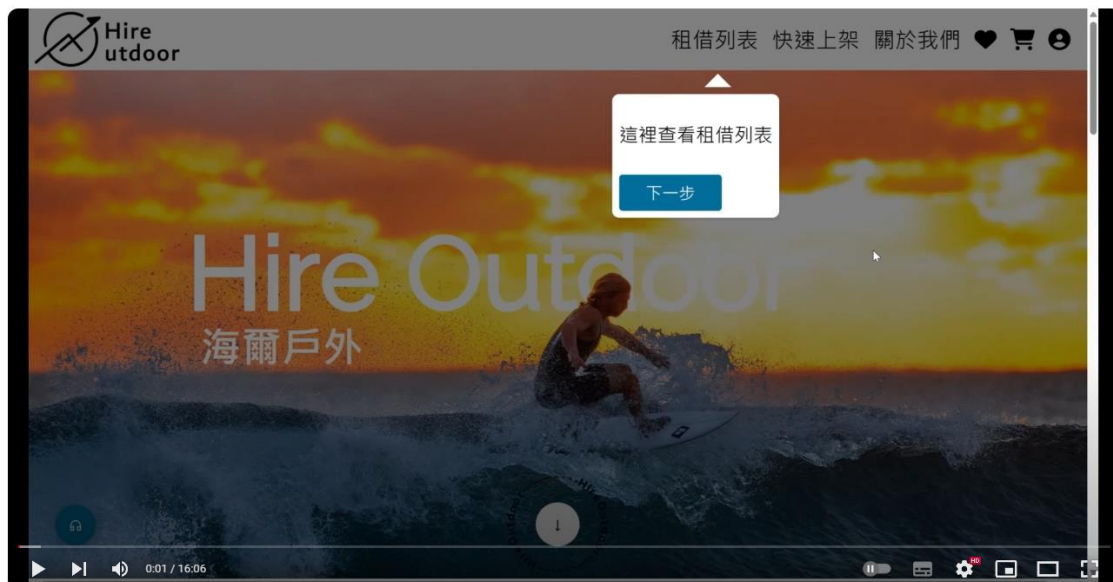 Hire
utdoor
租借列表 快速上架 關於我們
這裡查看租借列表
下一步
Hire Outdoor
海爾戶外
0:01 / 16:06
HD